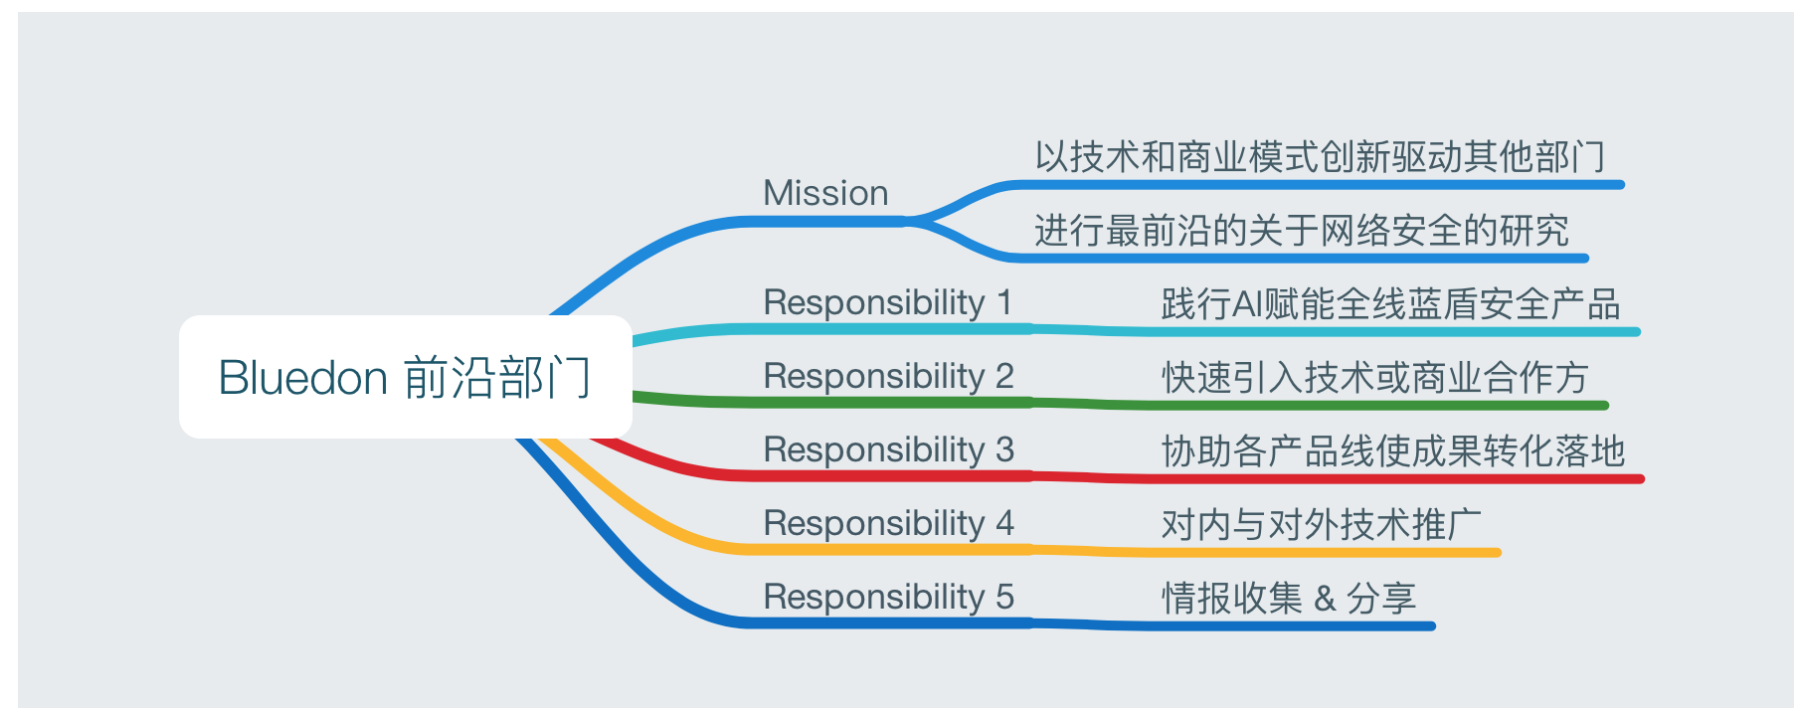 Bluedon 前沿部门
Mission
以技术和商业模式创新驱动其他部门
进行最前沿的关于网络安全的研究
Responsibility 1
践行AI赋能全线蓝盾安全产品
Responsibility 2
快速引入技术或商业合作方
Responsibility 3
协助各产品线使成果转化落地
Responsibility 4
对内与对外技术推广
Responsibility 5
情报收集 & 分享